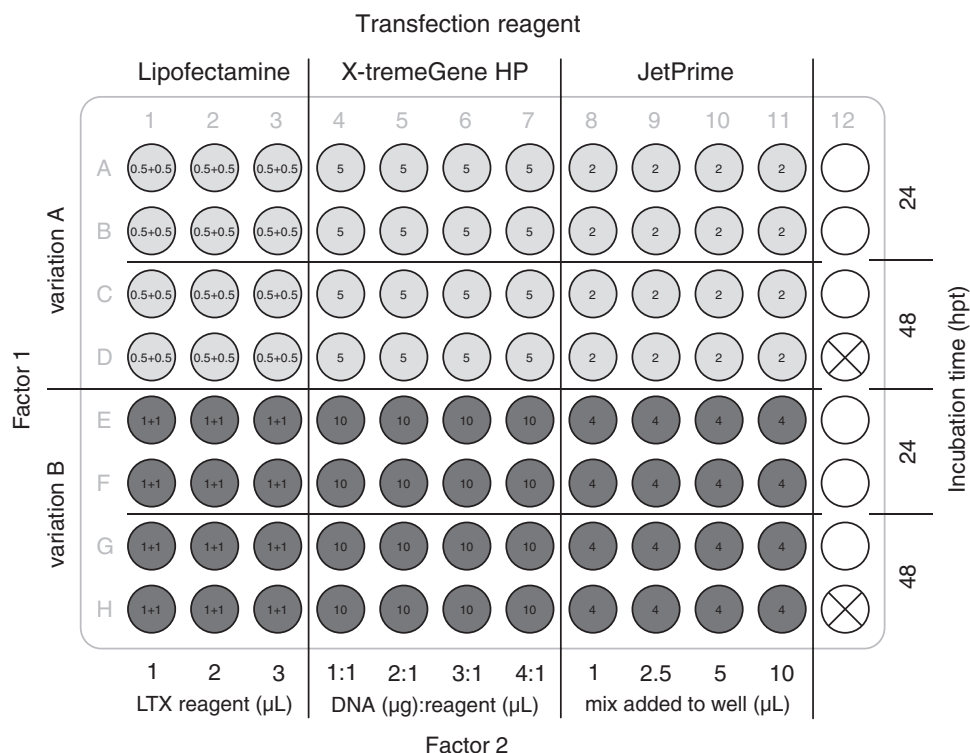 Transfection reagent
Lipofectamine X-tremeGene HP JetPrime
1 2 3 4 5 6 7 8 9 10 11 12
A 0.5+0.5 0.5+0.5 0.5+0.5 5 5 5 5 2 2 2 2
B 0.5+0.5 0.5+0.5 0.5+0.5 5 5 5 5 2 2 2 2
24
variation A
C 0.5+0.5 0.5+0.5 0.5+0.5 5 5 5 5 2 2 2 2
D 0.5+0.5 0.5+0.5 0.5+0.5 5 5 5 5 2 2 2 2
48
Factor 1
Incubation time (hpt)
E 1+1 1+1 1+1 10 10 10 10 4 4 4 4
F 1+1 1+1 1+1 10 10 10 10 4 4 4 4
24
variation B
G 1+1 1+1 1+1 10 10 10 10 4 4 4 4
H 1+1 1+1 1+1 10 10 10 10 4 4 4 4
48
1 2 3 1:1 2:1 3:1 4:1 1 2.5 5 10
LTX reagent (µL) DNA (µg):reagent (µL) mix added to well (µL)
Factor 2